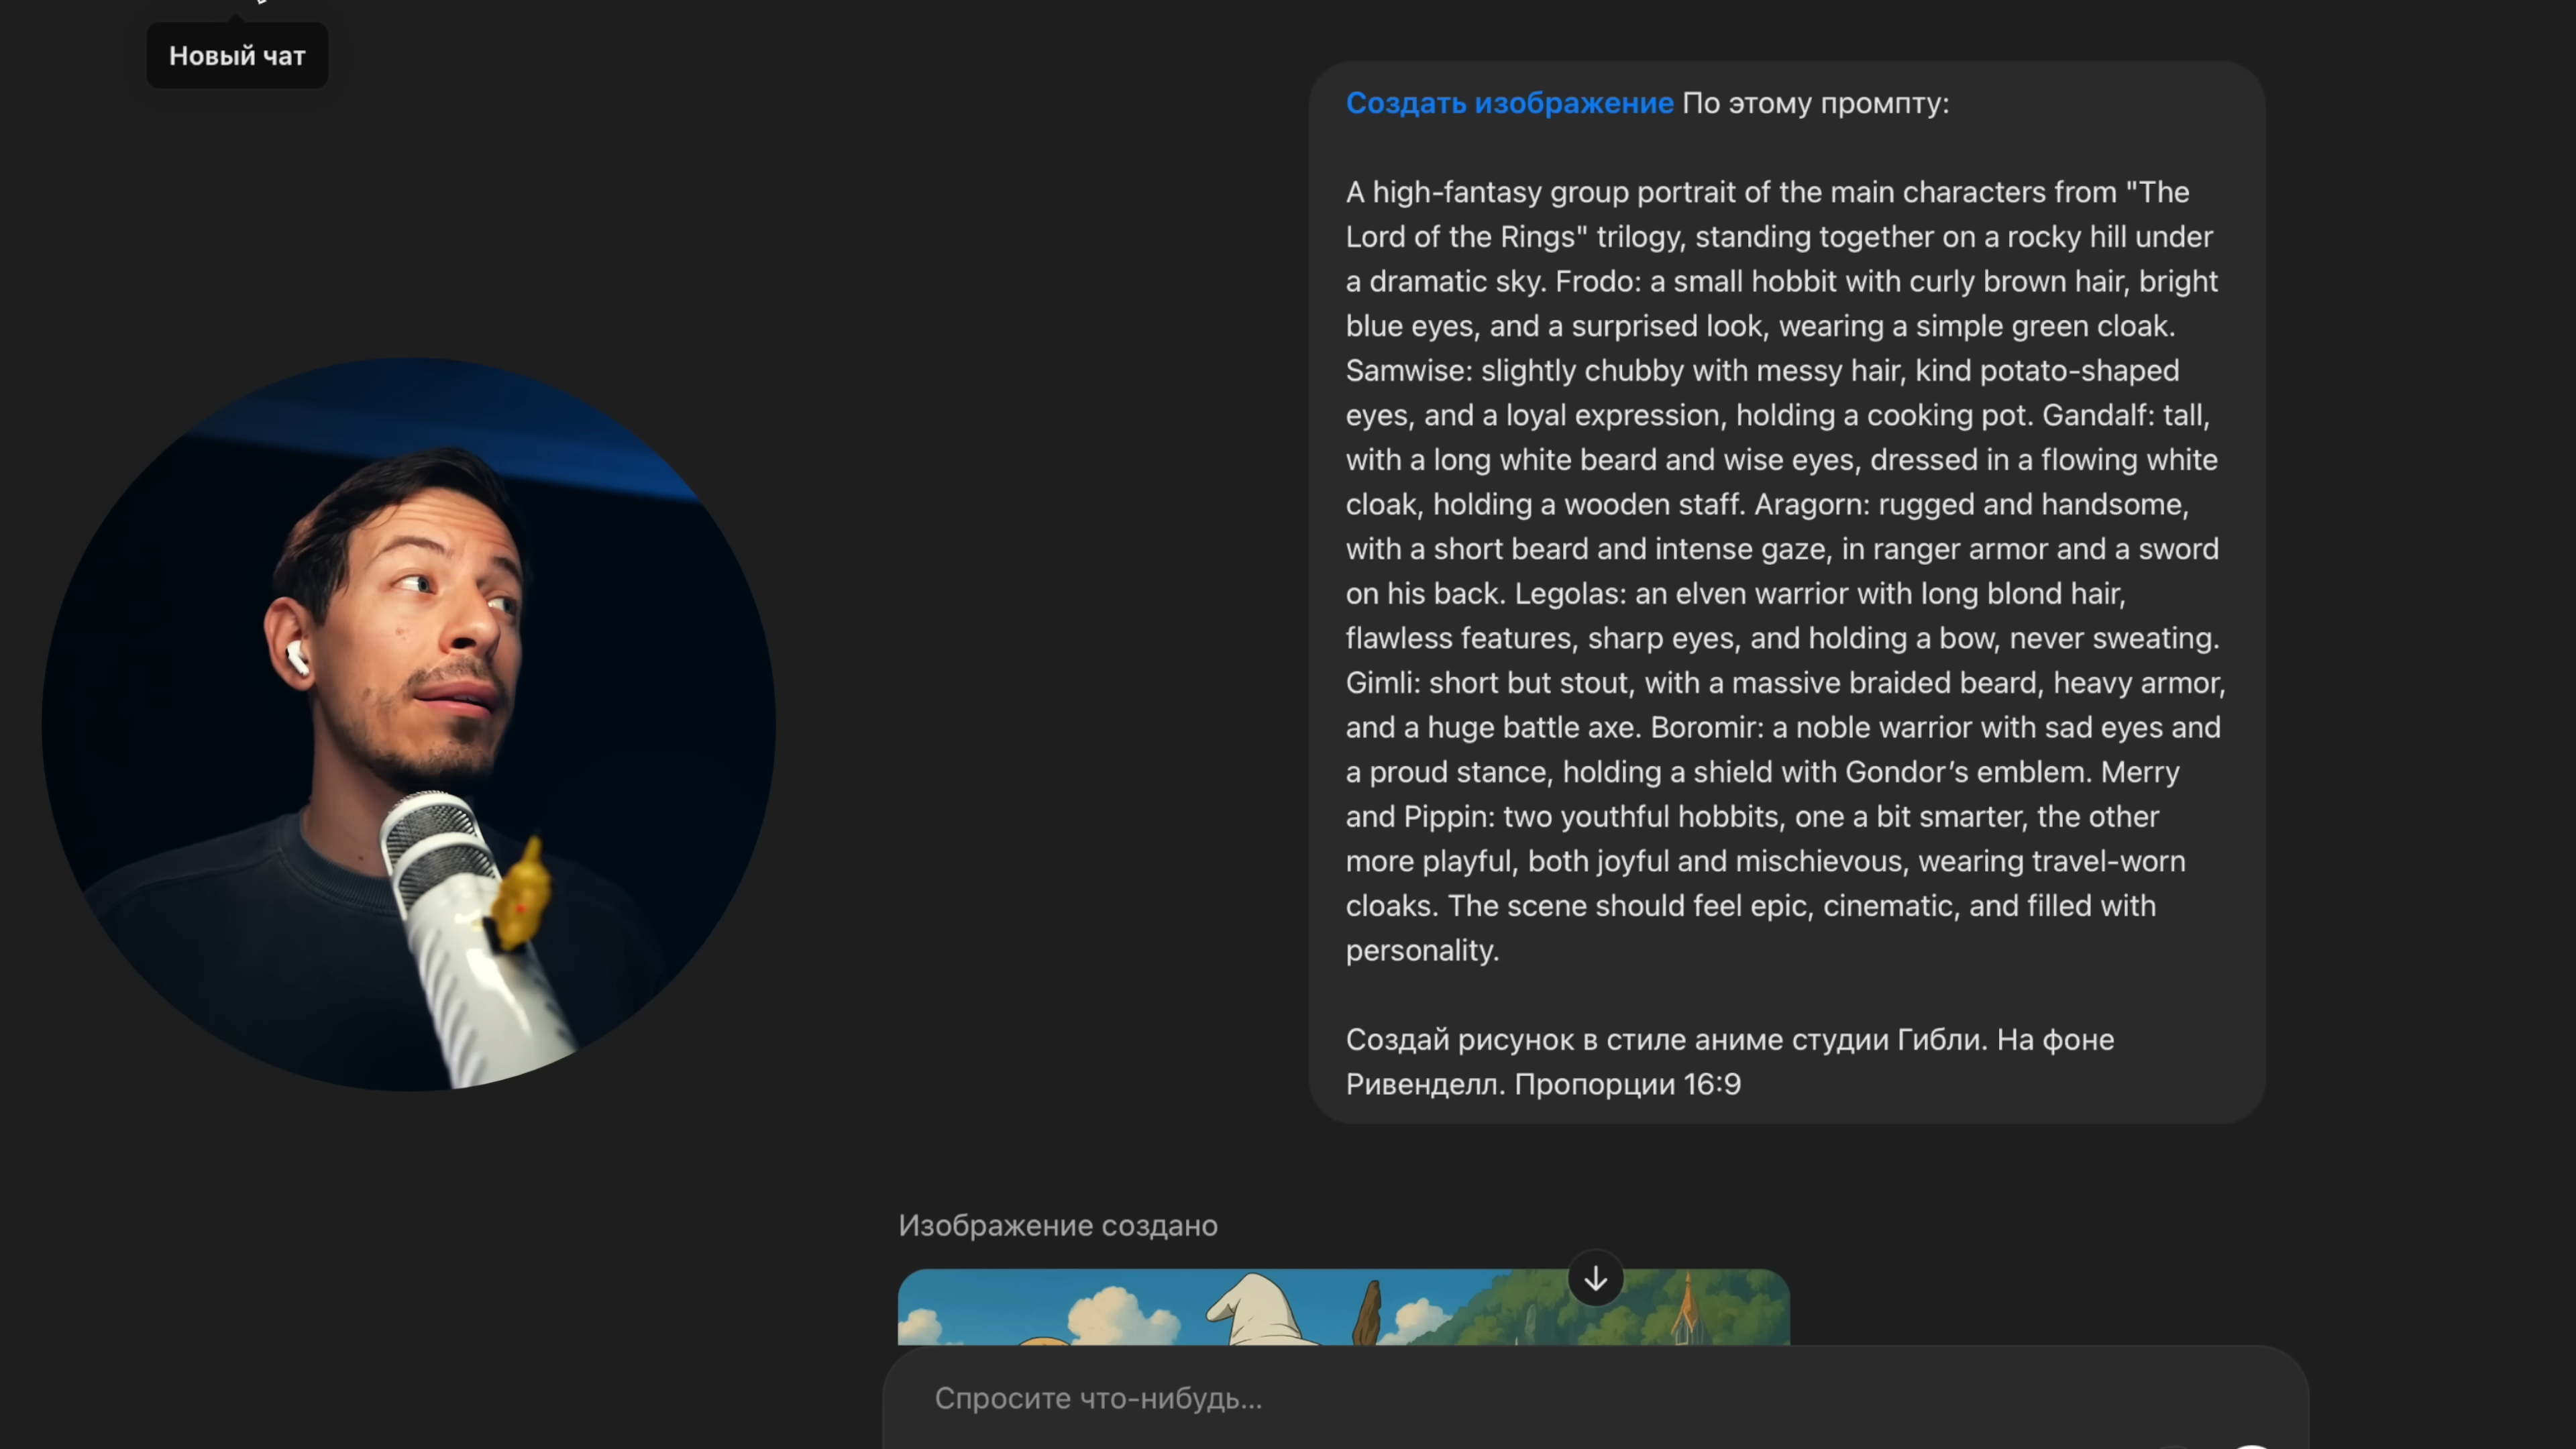 Новый чат
Создать изображение По этому промпту:
A high-fantasy group portrait of the main characters from "The
Lord of the Rings" trilogy, standing together on a rocky hill under
a dramatic sky. Frodo: a small hobbit with curly brown hair, bright
blue eyes, and a surprised look, wearing a simple green cloak.
Samwise: slightly chubby with messy hair, kind potato-shaped
eyes, and a loyal expression, holding a cooking pot. Gandalf: tall,
with a long white beard and wise eyes, dressed in a flowing white
cloak, holding a wooden staff. Aragorn: rugged and handsome,
with a short beard and intense gaze, in ranger armor and a sword
on his back. Legolas: an elven warrior with long blond hair,
flawless features, sharp eyes, and holding a bow, never sweating.
Gimli: short but stout, with a massive braided beard, heavy armor,
and a huge battle axe. Boromir: a noble warrior with sad eyes and
a proud stance, holding a shield with Gondor’s emblem. Merry
and Pippin: two youthful hobbits, one a bit smarter, the other
more playful, both joyful and mischievous, wearing travel-worn
cloaks. The scene should feel epic, cinematic, and filled with
personality.
Создай рисунок в стиле аниме студии Гибли. На фоне
Ривенделл. Пропорции 16:9
Изображение создано
Спросите что-нибудь...